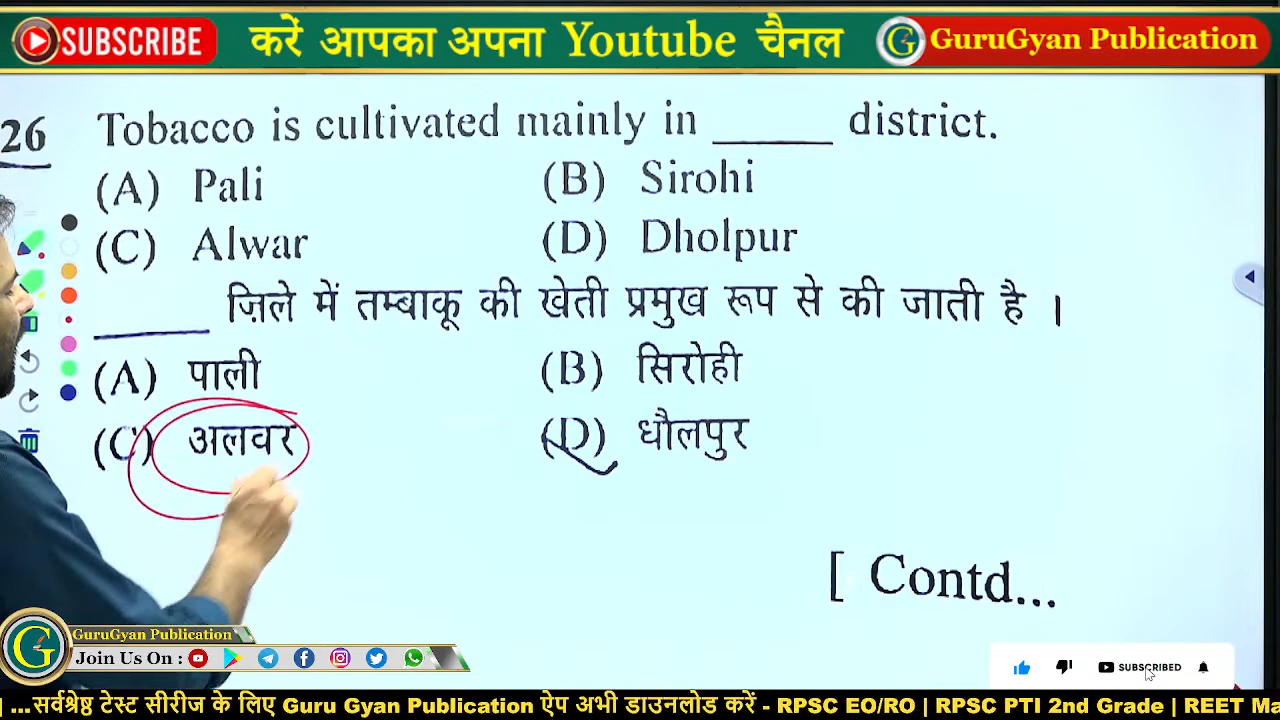 SUBSCRIBE करें आपका अपना Youtube चैनल G GuruGyan Publication
26 Tobacco is cultivated mainly in _____ district.
(A) Pali (B) Sirohi
(C) Alwar (D) Dholpur
_____ ज़िले में तम्बाकू की खेती प्रमुख रूप से की जाती है ।
(A) पाली (B) सिरोही
(C) अलवर (D) धौलपुर
[ Contd...
G GuruGyan Publication
Join Us On :
SUBSCRIBED
...सर्वश्रेष्ठ टेस्ट सीरीज के लिए Guru Gyan Publication ऐप अभी डाउनलोड करें - RPSC EO/RO | RPSC PTI 2nd Grade | REET Ma